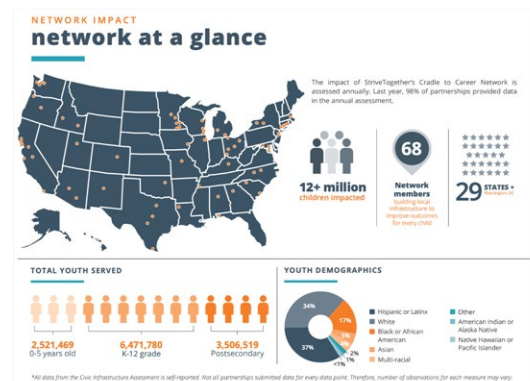 NETWORK IMPACT
network at a glance
The impact of StriveTogether's Cradle to Career Network is
assessed annually. Last year, 98% of partnerships provided data
in the annual assessment.
12+ million
children impacted
68
Network
members
building local
infrastructure to
improve outcomes
for every child
29 STATES +
Washington, DC
TOTAL YOUTH SERVED
2,521,469
0-5 years old
6,471,780
K-12 grade
3,506,519
Postsecondary
YOUTH DEMOGRAPHICS
34%
17%
37%
2%
1%
<1%
Hispanic or Latinx
White
Black or African
American
Asian
Multi-racial
Other
American Indian or
Alaska Native
Native Hawaiian or
Pacific Islander
*All data from the Civic Infrastructure Assessment is self-reported. Not all partnerships submitted data for every data point. Therefore, number of observations for each measure may vary.